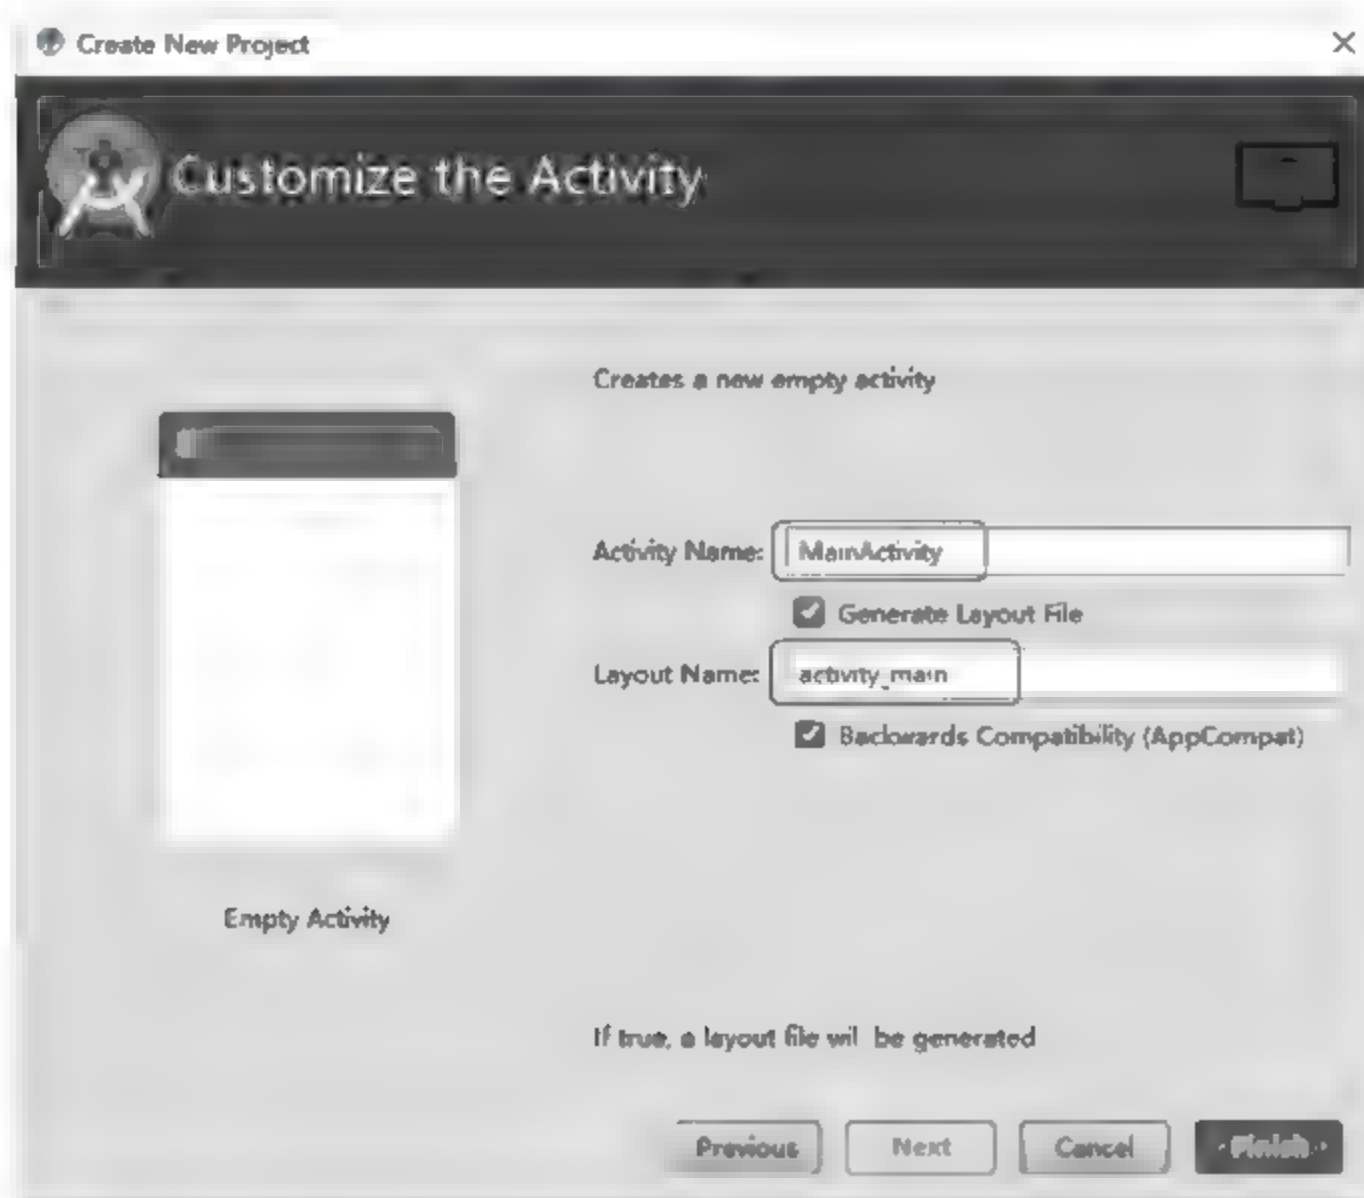 Create New Project
Customize the Activity
Creates a new empty activity
Activity Name: MainActivity
Generate Layout File
Layout Name: activity_main
Backwards Compatibility (AppCompat)
Empty Activity
If true, a layout file will be generated
Previous Next Cancel Finish